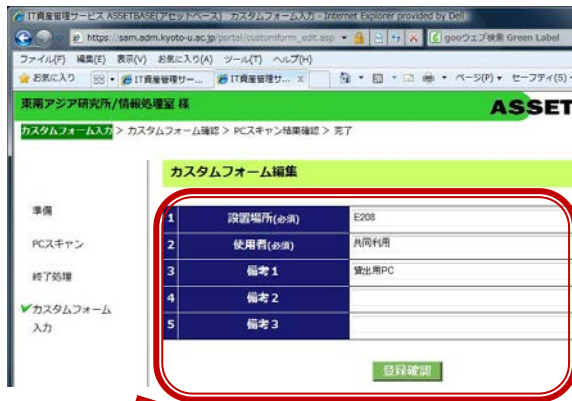 IT資産管理サービス ASSETBASE(アセットベース) カスタムフォーム入力 - Internet Explorer provided by Dell
https://sam.adm.kyoto-u.ac.jp/portal/customform_edit.asp
gooウェブ検索 Green Label
ファイル(F) 編集(E) 表示(V) お気に入り(A) ツール(T) ヘルプ(H)
お気に入り IT資産管理サー... IT資産管理サ... x ページ(P) セーフティ(S)
東南アジア研究所/情報処理室 様 ASSET
カスタムフォーム入力 > カスタムフォーム確認 > PCスキャン結果確認 > 完了
カスタムフォーム編集
準備
PCスキャン
終了処理
カスタムフォーム
入力
1 設置場所(必須) E208
2 使用者(必須) 共同利用
3 備考1 貸出用PC
4 備考2
5 備考3
登録確認